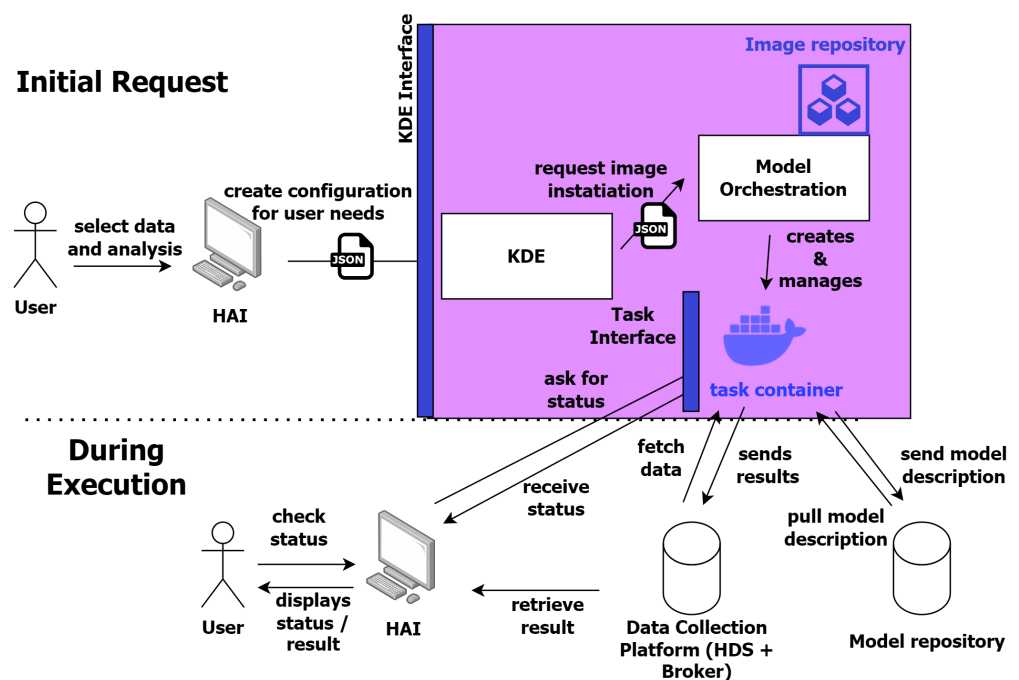 Initial Request
User
select data
and analysis
HAI
create configuration
for user needs
JSON
KDE Interface
KDE
request image
instatiation
JSON
Image repository
Model
Orchestration
creates
&
manages
Task
Interface
task container
During
Execution
User
check
status
displays
status /
result
HAI
ask for
status
receive
status
retrieve
result
fetch
data
sends
results
Data Collection
Platform (HDS +
Broker)
pull model
description
send model
description
Model repository